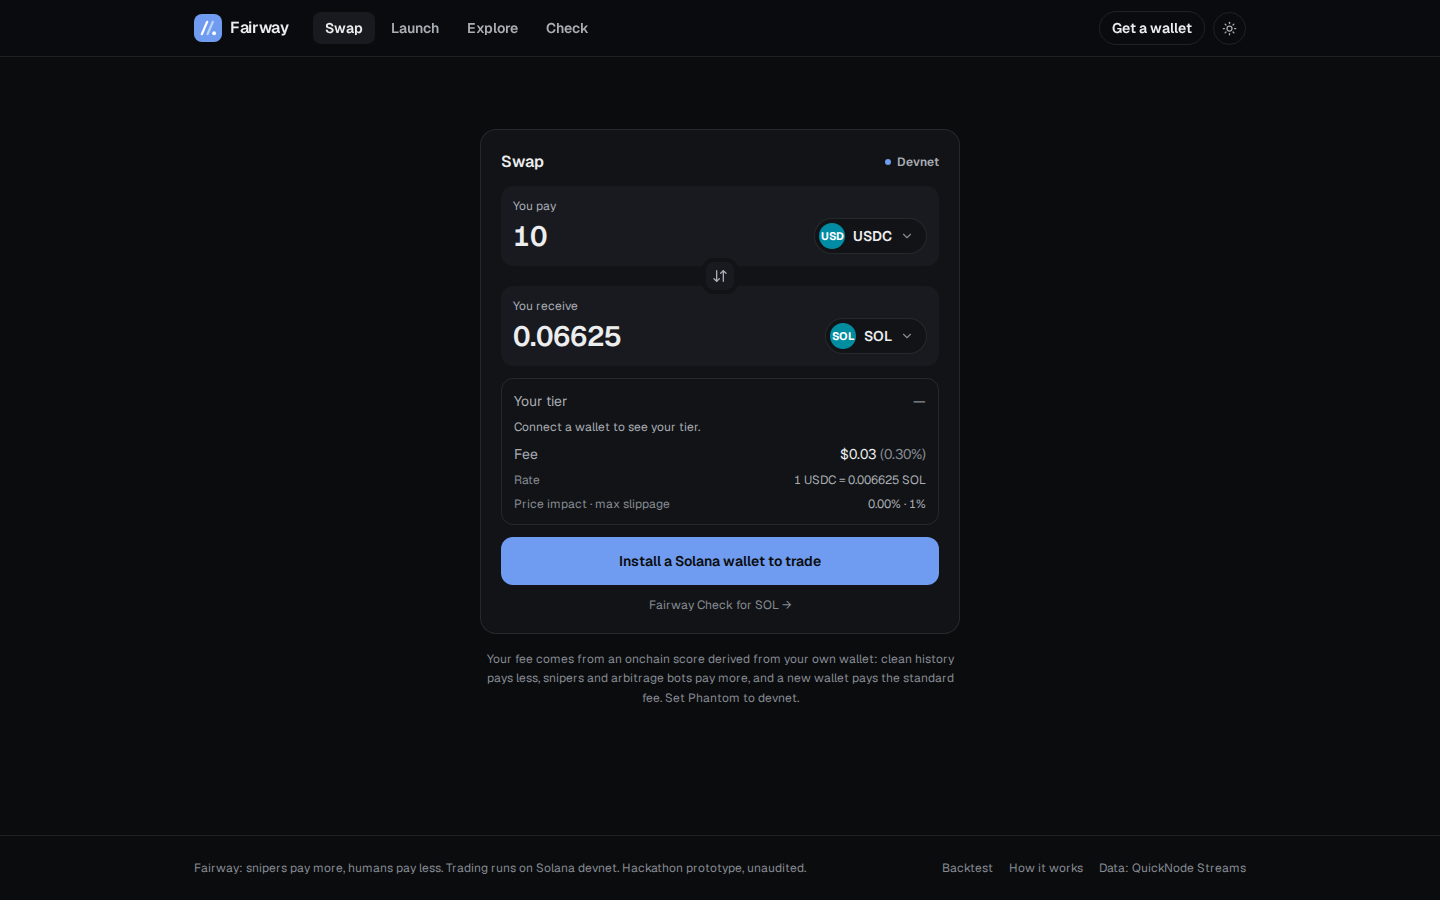 Fairway
Swap
Launch
Explore
Check
Get a wallet
Swap
Devnet
You pay
10
USD
USDC
You receive
0.06625
SOL
SOL
Your tier
—
Connect a wallet to see your tier.
Fee
$0.03 (0.30%)
Rate
1 USDC = 0.006625 SOL
Price impact · max slippage
0.00% · 1%
Install a Solana wallet to trade
Fairway Check for SOL →
Your fee comes from an onchain score derived from your own wallet: clean history
pays less, snipers and arbitrage bots pay more, and a new wallet pays the standard
fee. Set Phantom to devnet.
Fairway: snipers pay more, humans pay less. Trading runs on Solana devnet. Hackathon prototype, unaudited.
Backtest
How it works
Data: QuickNode Streams